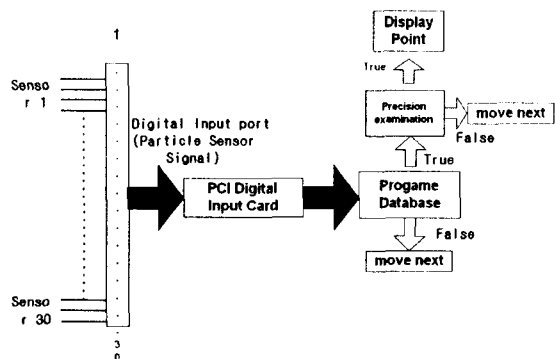 Senso
r 1
Senso
r 30
1
3
0
Digital Input port
(Particle Sensor
Signal)
PCI Digital
Input Card
Progame
Database
True
False
move next
Precision
examination
True
False
move next
Display
Point